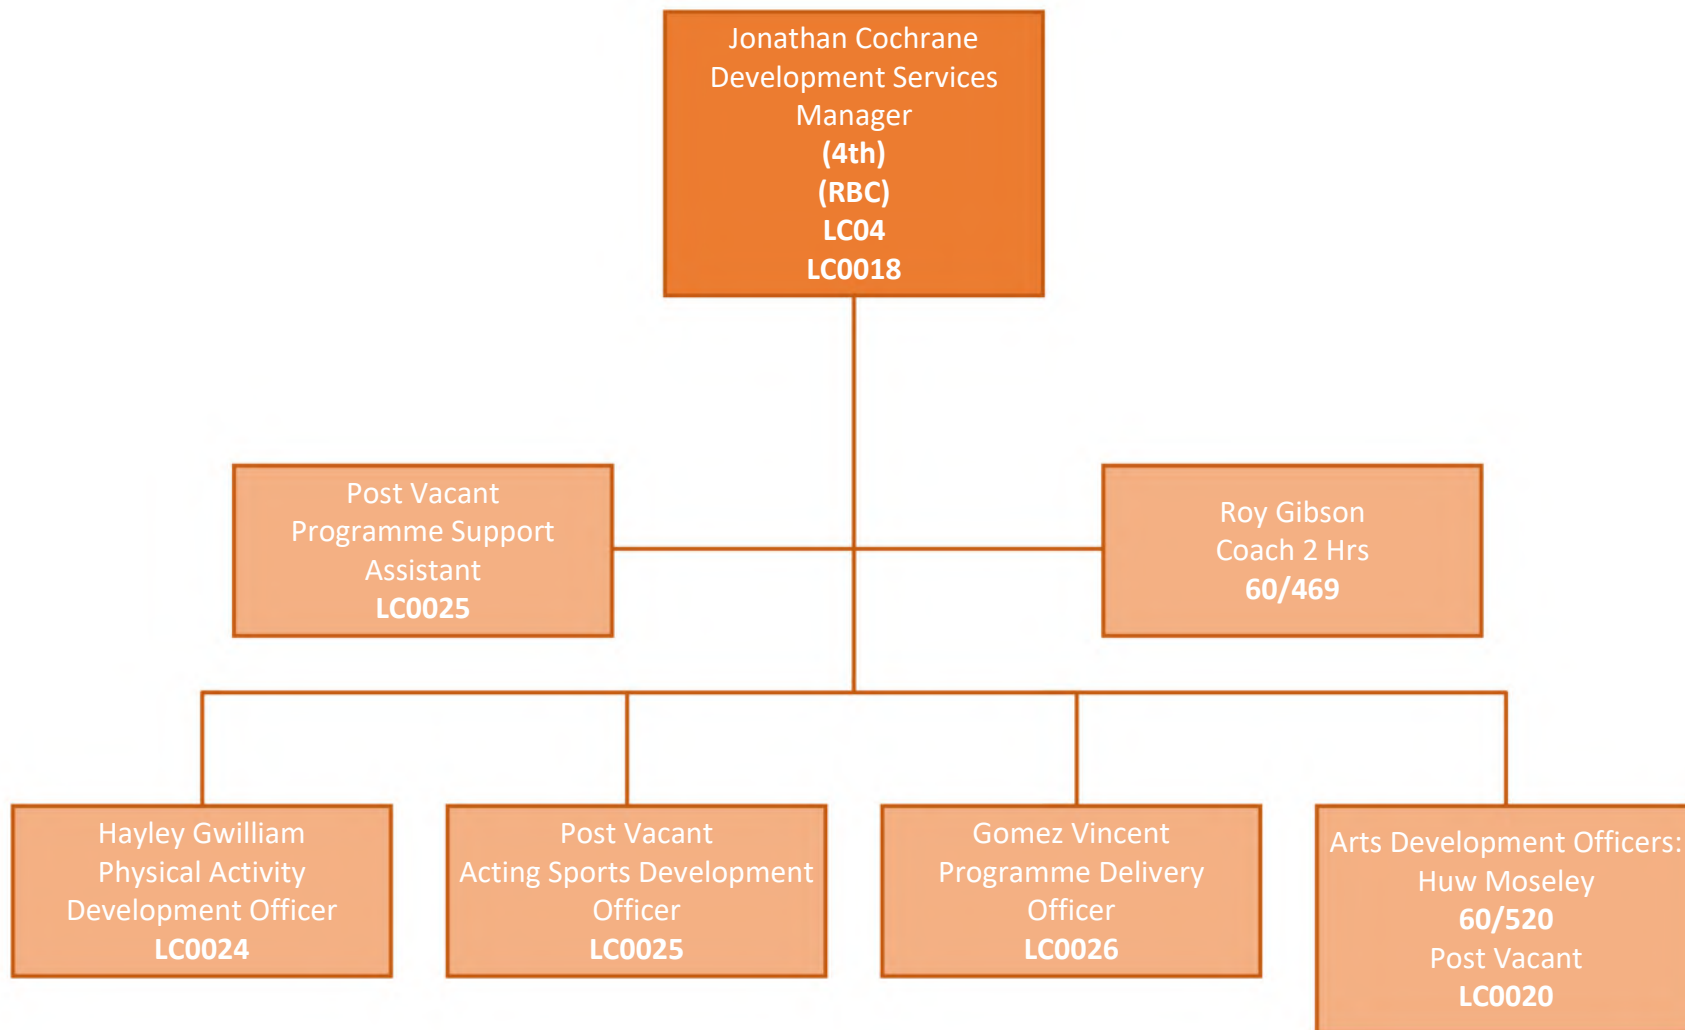 Jonathan Cochrane
Development Services
Manager
(4th)
(RBC)
LC04
LC0018
Post Vacant
Programme Support
Assistant
LC0025
Roy Gibson
Coach 2 Hrs
60/469
Hayley Gwilliam
Physical Activity
Development Officer
LC0024
Post Vacant
Acting Sports Development
Officer
LC0025
Gomez Vincent
Programme Delivery
Officer
LC0026
Arts Development Officers:
Huw Moseley
60/520
Post Vacant
LC0020